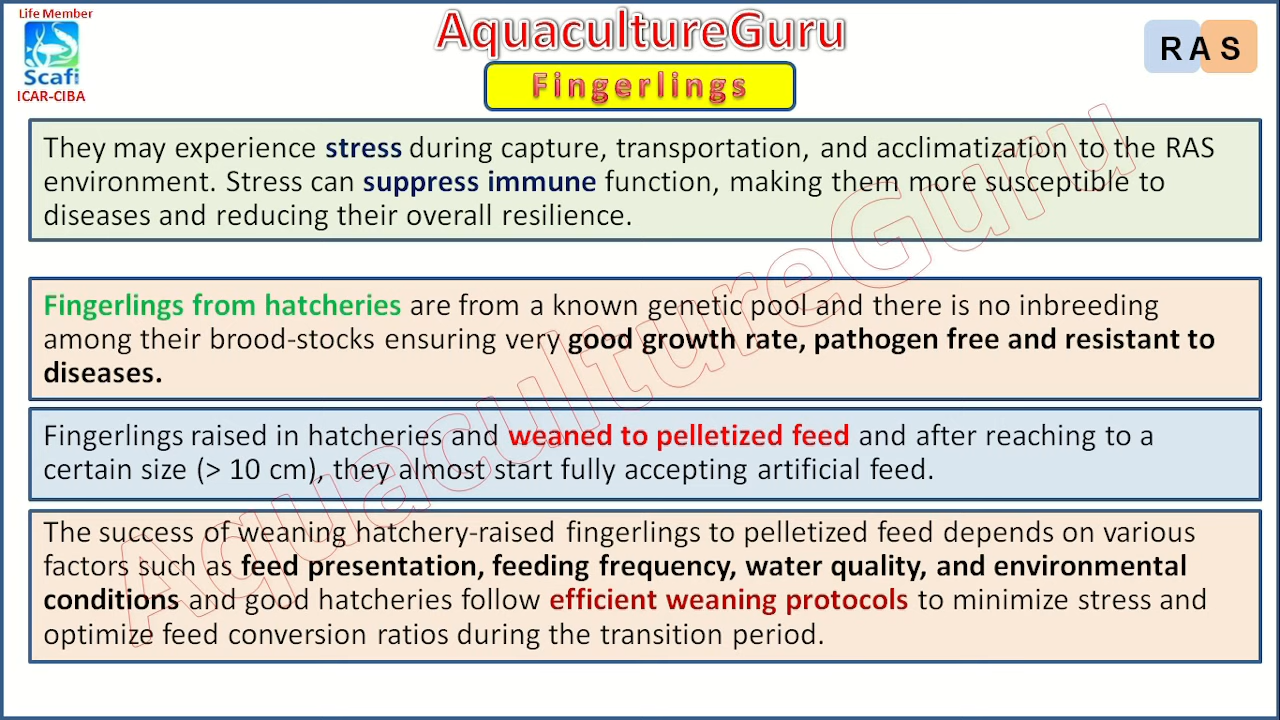 Life Member
Scafi
ICAR-CIBA
AquacultureGuru
Fingerlings
R A S
They may experience stress during capture, transportation, and acclimatization to the RAS
environment. Stress can suppress immune function, making them more susceptible to
diseases and reducing their overall resilience.
Fingerlings from hatcheries are from a known genetic pool and there is no inbreeding
among their brood-stocks ensuring very good growth rate, pathogen free and resistant to
diseases.
Fingerlings raised in hatcheries and weaned to pelletized feed and after reaching to a
certain size (> 10 cm), they almost start fully accepting artificial feed.
The success of weaning hatchery-raised fingerlings to pelletized feed depends on various
factors such as feed presentation, feeding frequency, water quality, and environmental
conditions and good hatcheries follow efficient weaning protocols to minimize stress and
optimize feed conversion ratios during the transition period.
AquacultureGuru